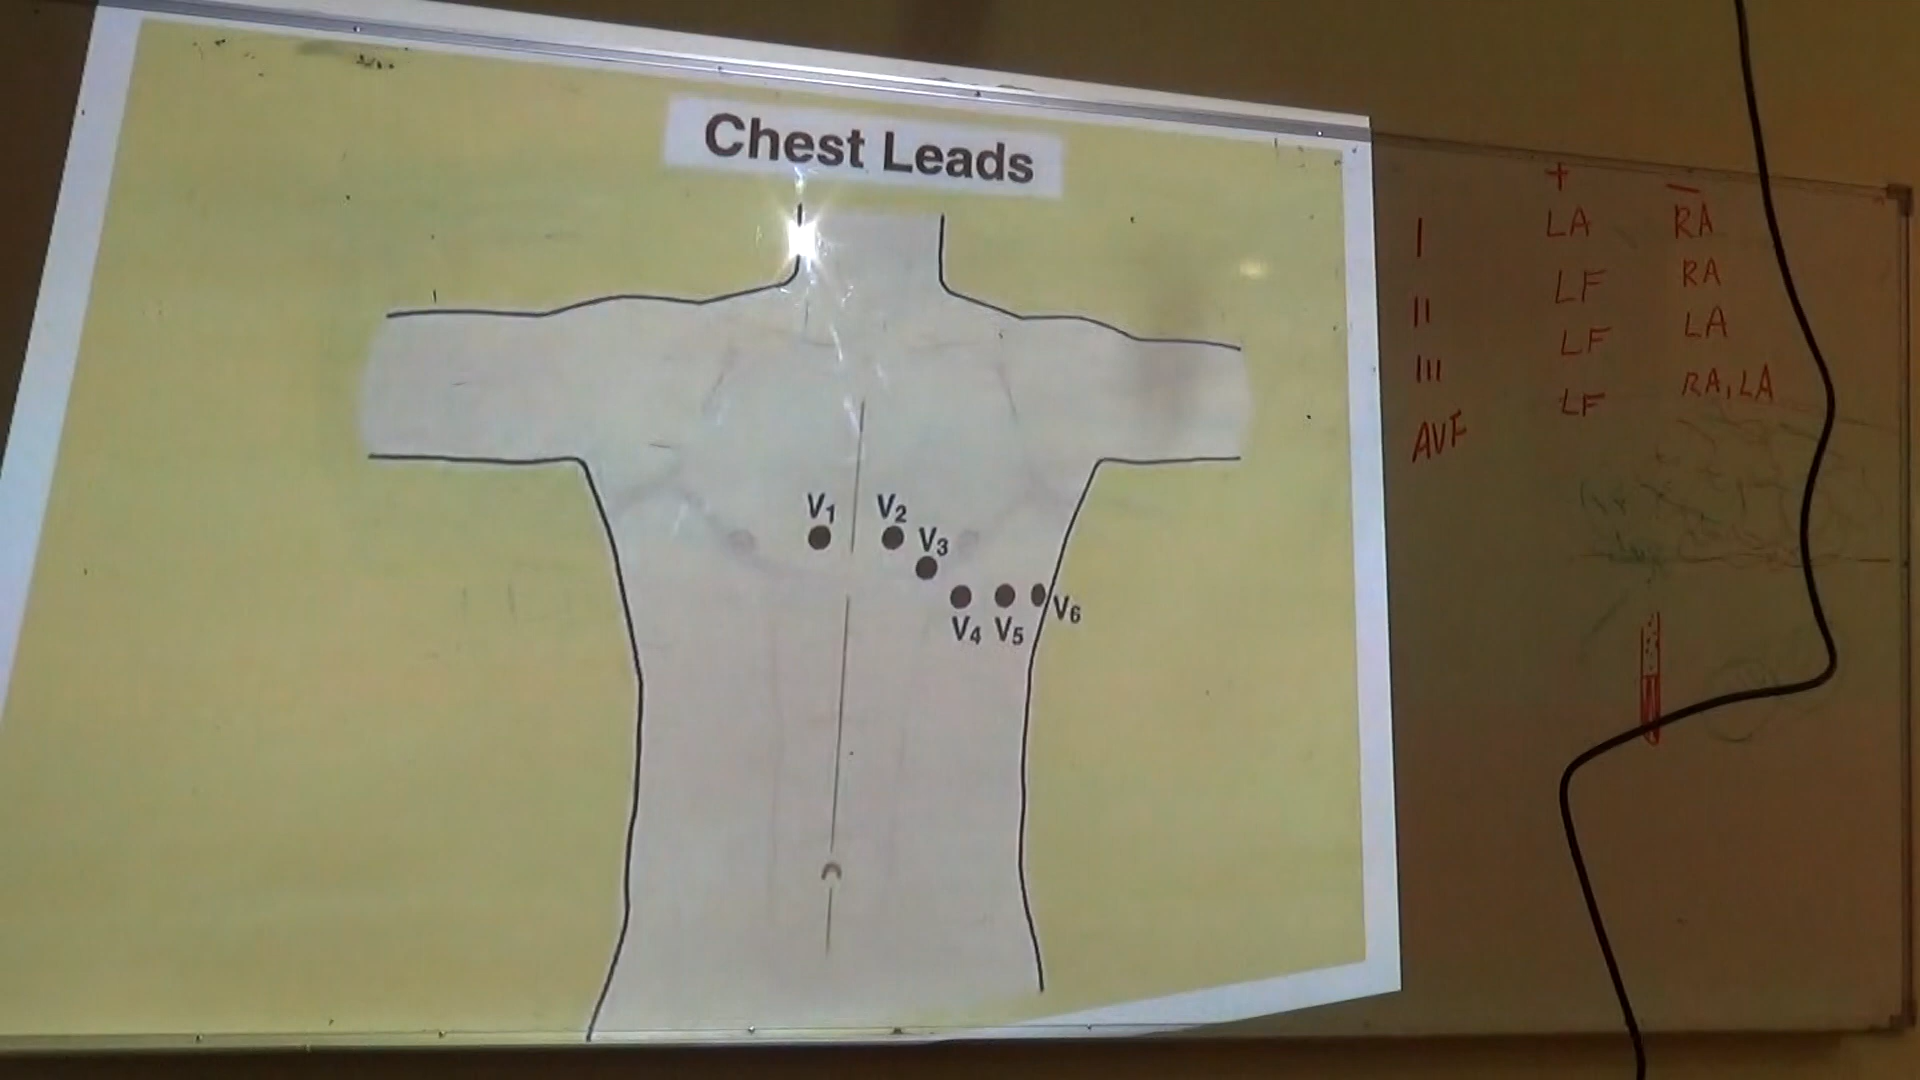 Chest Leads
V1 V2
V3
V4 V5 V6
+ −
I LA RA
II LF RA
III LF LA
AVF LF RA, LA